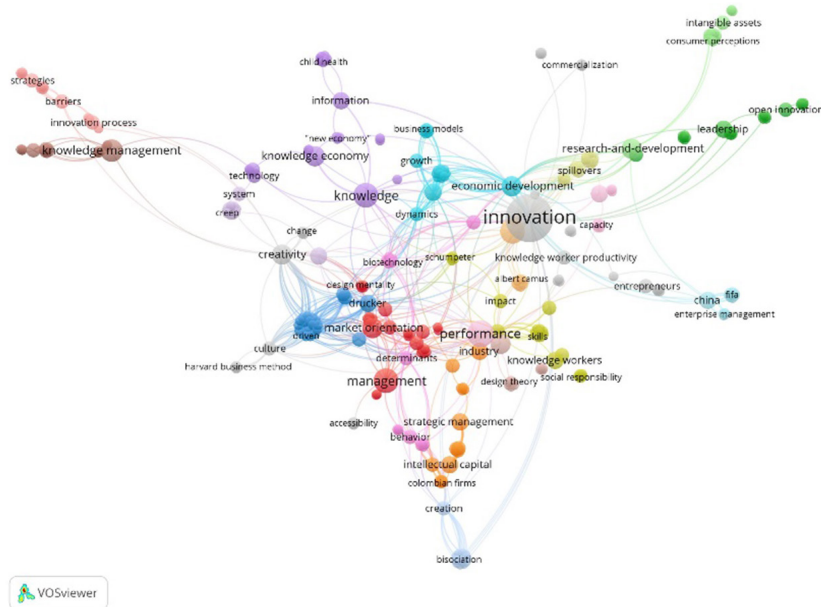 intangible assets
consumer perceptions
child health
commercialization
strategies
information
barriers
open innovation
innovation process
business models
leadership
"new economy"
knowledge management
knowledge economy
growth
research-and-development
technology
spillovers
economic development
system
knowledge
creep
dynamics
innovation
change
capacity
creativity
biotechnology
schumpeter
knowledge worker productivity
design mentality
albert camus
entrepreneurs
drucker
impact
china
fifa
enterprise management
market orientation
driven
performance
skills
culture
determinants
industry
knowledge workers
harvard business method
management
design theory
social responsibility
accessibility
strategic management
behavior
intellectual capital
colombian firms
creation
bisociation
VOSviewer